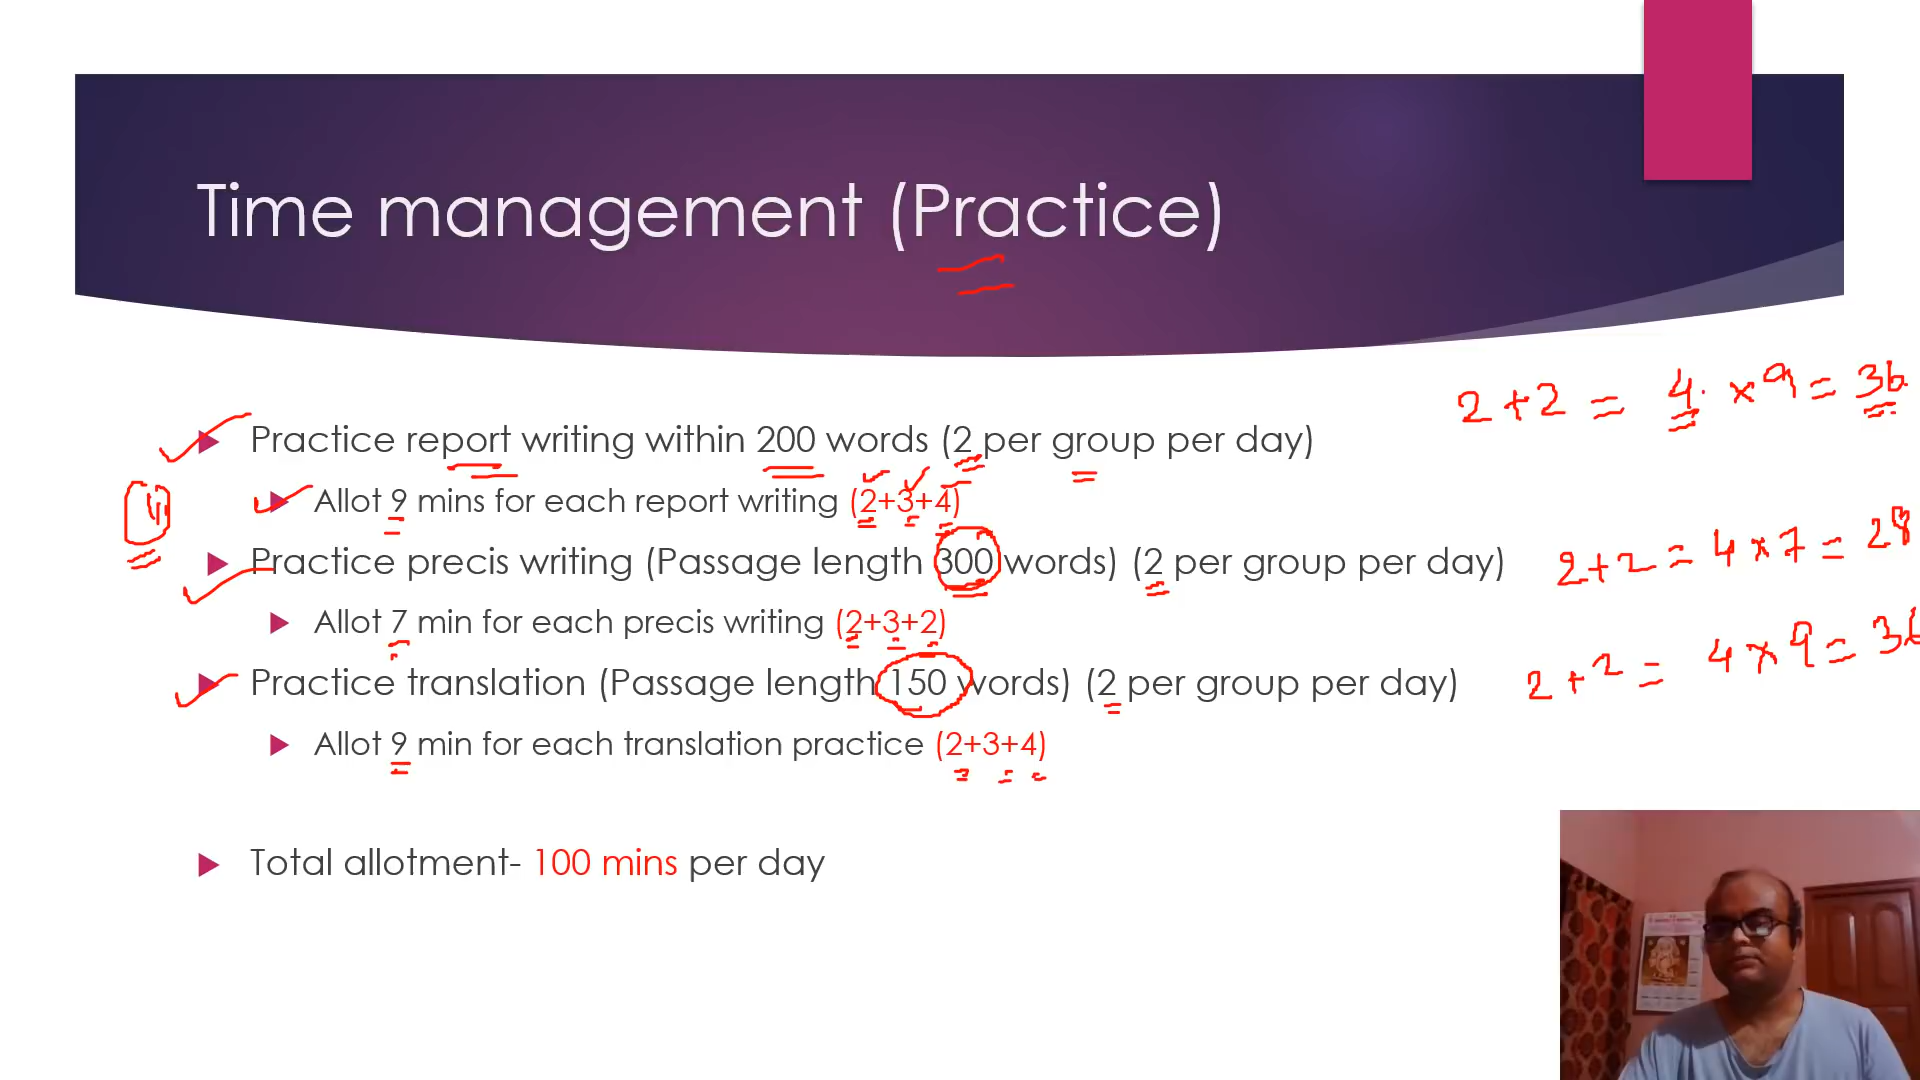 Time management (Practice)
2+2 = 4 × 9 = 36
Practice report writing within 200 words (2 per group per day)
Allot 9 mins for each report writing (2+3+4)
4
Practice precis writing (Passage length 300 words) (2 per group per day)
2+2 = 4 × 7 = 28
Allot 7 min for each precis writing (2+3+2)
2+2 = 4 × 9 = 36
Practice translation (Passage length 150 words) (2 per group per day)
Allot 9 min for each translation practice (2+3+4)
Total allotment- 100 mins per day